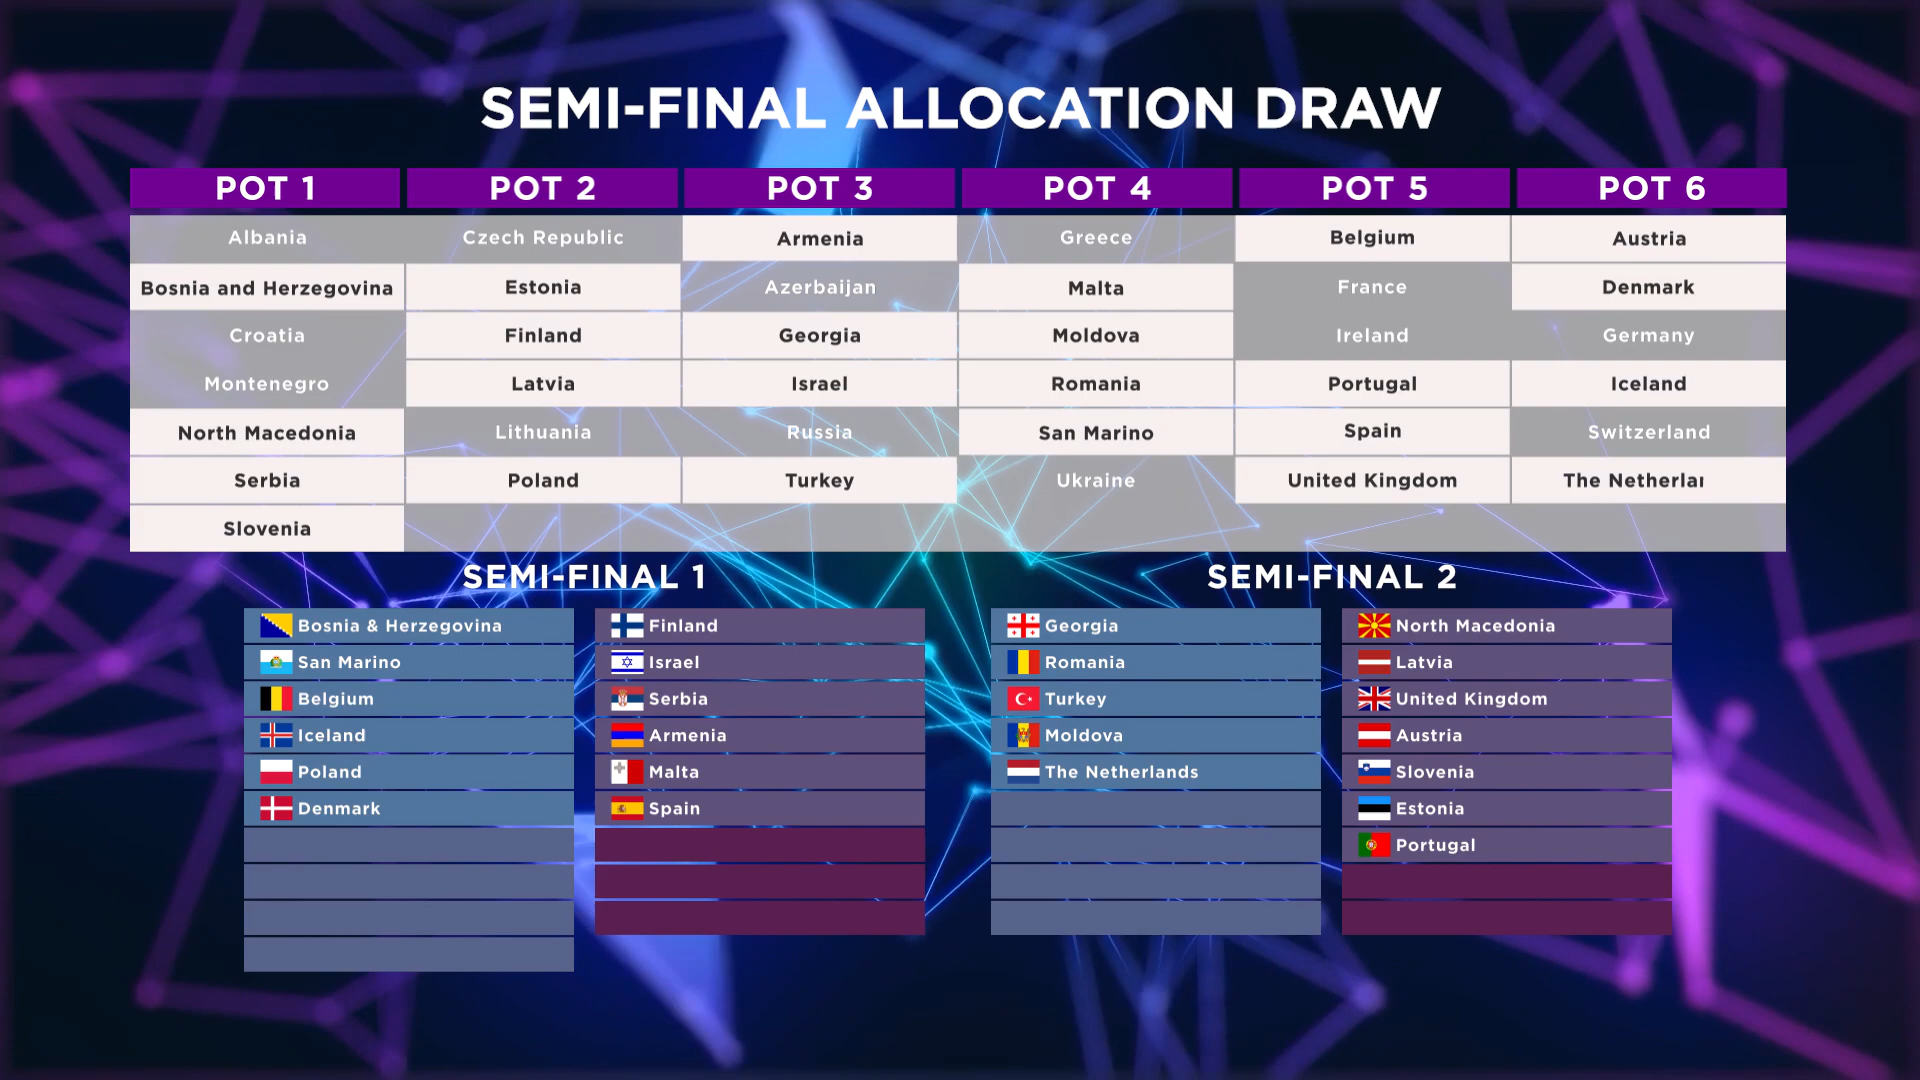 SEMI-FINAL ALLOCATION DRAW
POT 1 POT 2 POT 3 POT 4 POT 5 POT 6
Albania Czech Republic Armenia Greece Belgium Austria
Bosnia and Herzegovina Estonia Azerbaijan Malta France Denmark
Croatia Finland Georgia Moldova Ireland Germany
Montenegro Latvia Israel Romania Portugal Iceland
North Macedonia Lithuania Russia San Marino Spain Switzerland
Serbia Poland Turkey Ukraine United Kingdom The Netherlaı
Slovenia
SEMI-FINAL 1
Bosnia & Herzegovina
San Marino
Belgium
Iceland
Poland
Denmark
Finland
Israel
Serbia
Armenia
Malta
Spain
SEMI-FINAL 2
Georgia
Romania
Turkey
Moldova
The Netherlands
North Macedonia
Latvia
United Kingdom
Austria
Slovenia
Estonia
Portugal